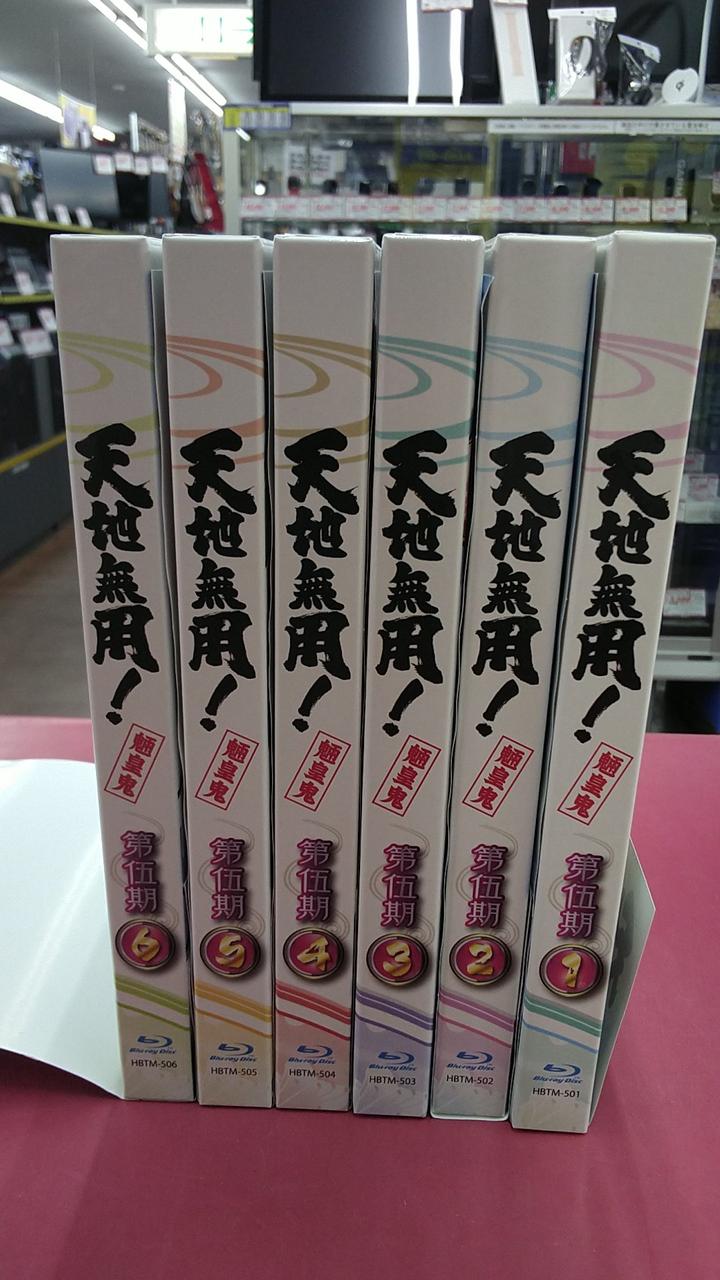 天地無用!
魎皇鬼
第伍期
6
Blu-ray Disc
HBTM-506
天地無用!
魎皇鬼
第伍期
5
Blu-ray Disc
HBTM-505
天地無用!
魎皇鬼
第伍期
4
Blu-ray Disc
HBTM-504
天地無用!
魎皇鬼
第伍期
3
Blu-ray Disc
HBTM-503
天地無用!
魎皇鬼
第伍期
2
Blu-ray Disc
HBTM-502
天地無用!
魎皇鬼
第伍期
1
Blu-ray Disc
HBTM-501